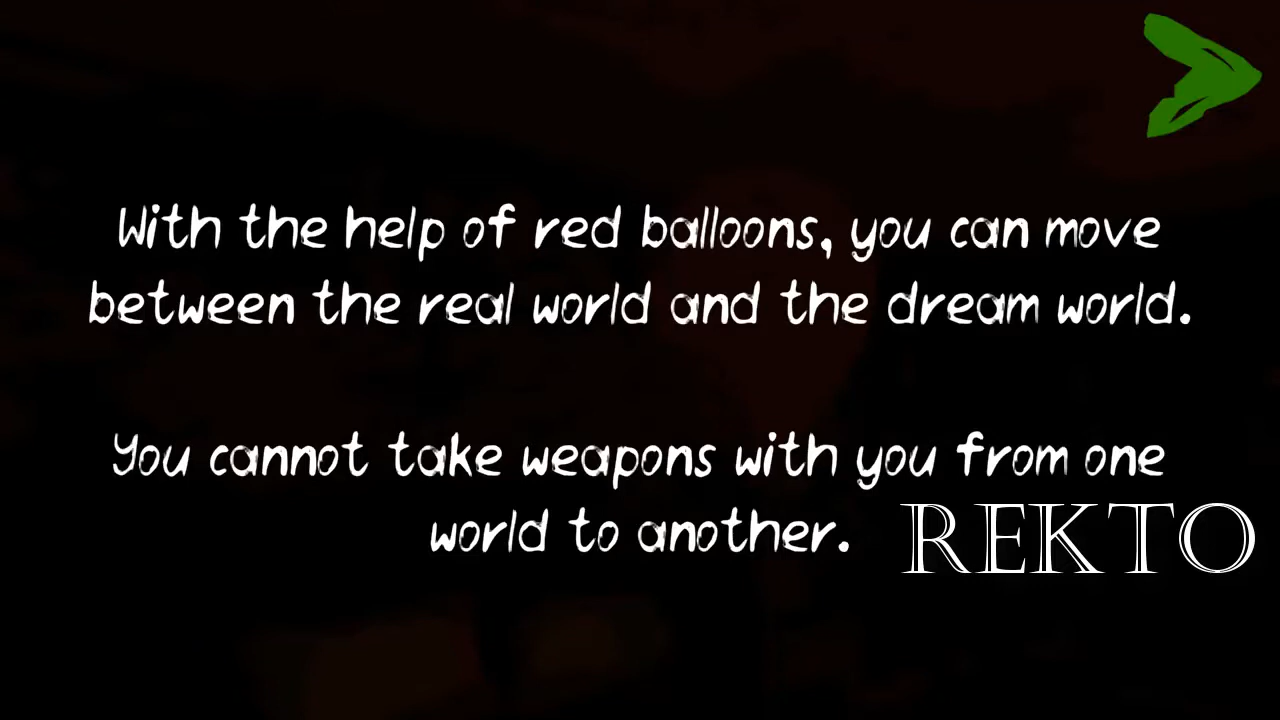 With the help of red balloons, you can move
between the real world and the dream world.
You cannot take weapons with you from one
world to another.
REKTO